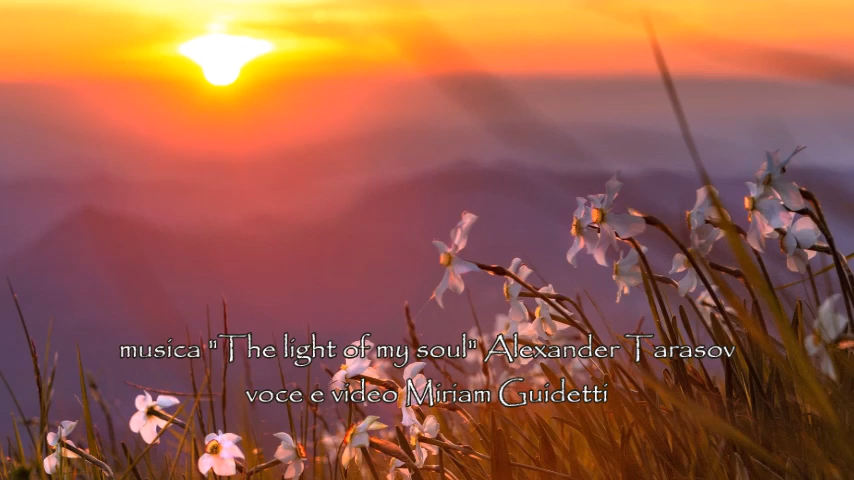 musica "The light of my soul" Alexander Tarasov
voce e video Miriam Guidetti